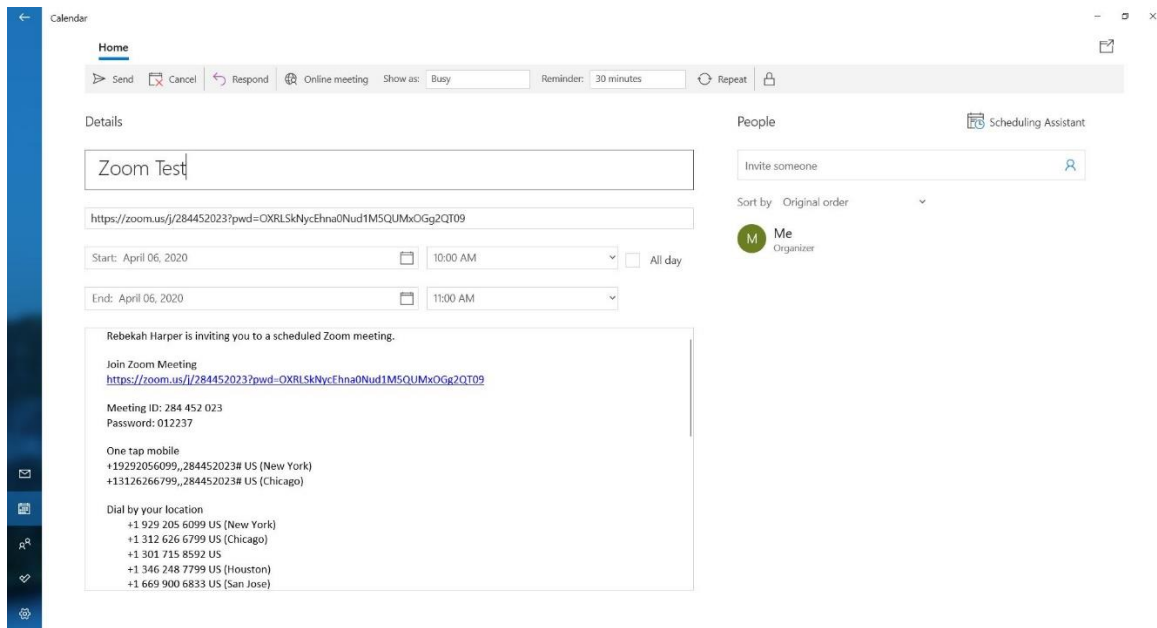 Calendar
Home
Send Cancel Respond Online meeting Show as: Busy Reminder: 30 minutes Repeat
Details
People
Scheduling Assistant
Zoom Test
Invite someone
https://zoom.us/j/284452023?pwd=OXRLSkNycEhna0Nud1M5QUMxOGg2QT09
Sort by Original order
M
Me
Organizer
Start: April 06, 2020 10:00 AM All day
End: April 06, 2020 11:00 AM
Rebekah Harper is inviting you to a scheduled Zoom meeting.
Join Zoom Meeting
https://zoom.us/j/284452023?pwd=OXRLSkNycEhna0Nud1M5QUMxOGg2QT09
Meeting ID: 284 452 023
Password: 012237
One tap mobile
+19292056099,,284452023# US (New York)
+13126266799,,284452023# US (Chicago)
Dial by your location
+1 929 205 6099 US (New York)
+1 312 626 6799 US (Chicago)
+1 301 715 8592 US
+1 346 248 7799 US (Houston)
+1 669 900 6833 US (San Jose)